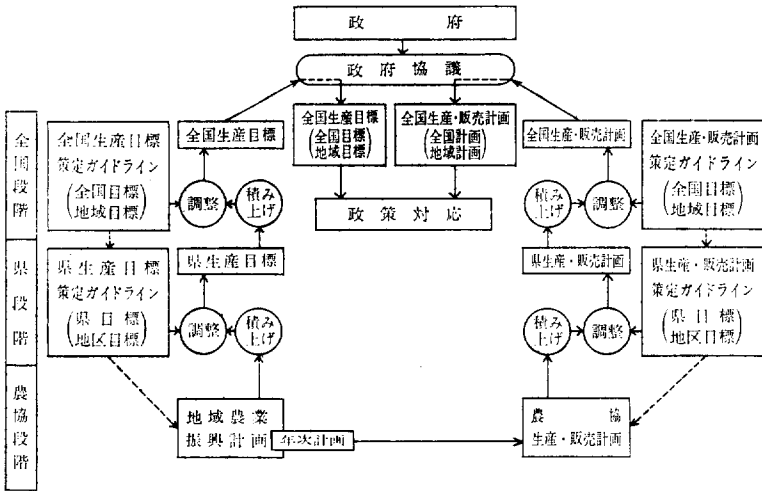 政府
政府協議
全国段階
全国生産目標
策定ガイドライン
(全国目標
地域目標)
全国生産目標
調整
積み上げ
全国生産目標
(全国目標
地域目標)
全国生産・販売計画
(全国計画
地域計画)
政策対応
全国生産・販売計画
積み上げ
調整
全国生産・販売計画
策定ガイドライン
(全国目標
地域目標)
県段階
県生産目標
策定ガイドライン
(県目標
地区目標)
県生産目標
調整
積み上げ
県生産・販売計画
積み上げ
調整
県生産・販売計画
策定ガイドライン
(県目標
地区目標)
農協段階
地域農業
振興計画
年次計画
農協
生産・販売計画